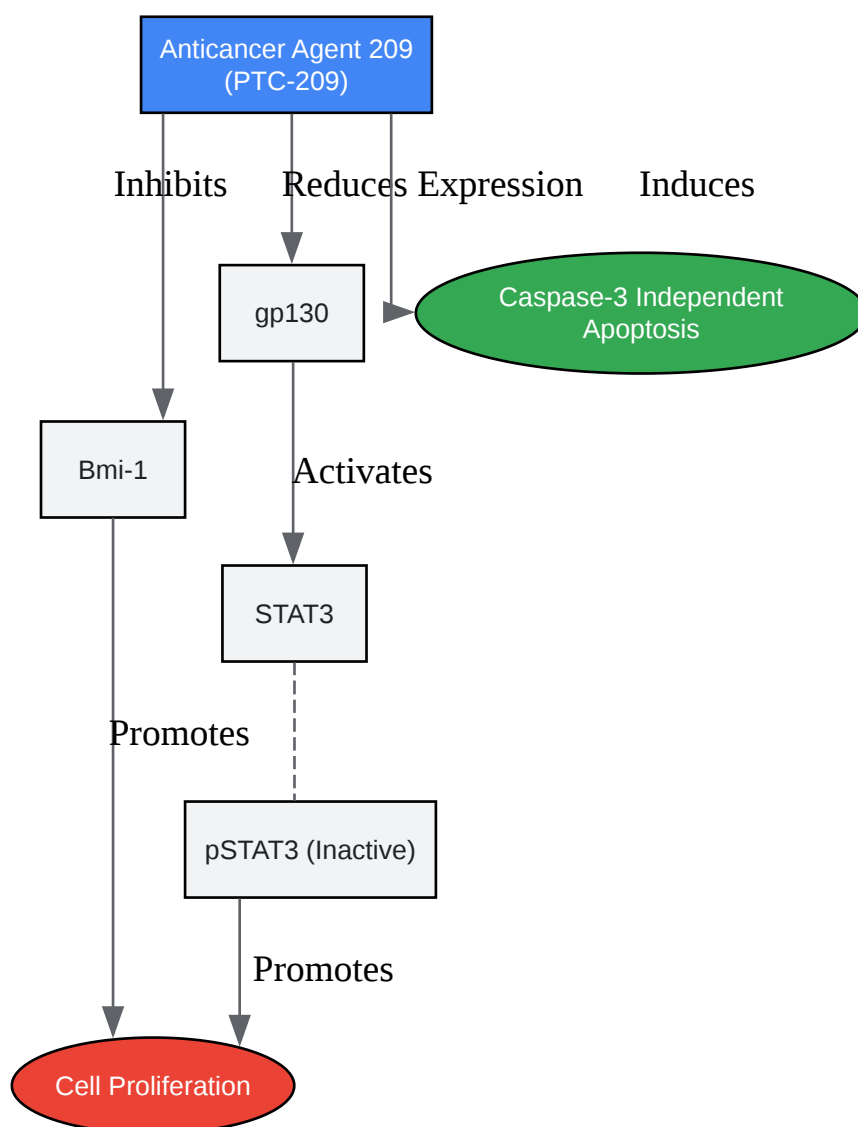 Anticancer Agent 209
(PTC-209)
Inhibits
Reduces Expression
Induces
gp130
Caspase-3 Independent
Apoptosis
Bmi-1
Activates
STAT3
Promotes
pSTAT3 (Inactive)
Promotes
Cell Proliferation